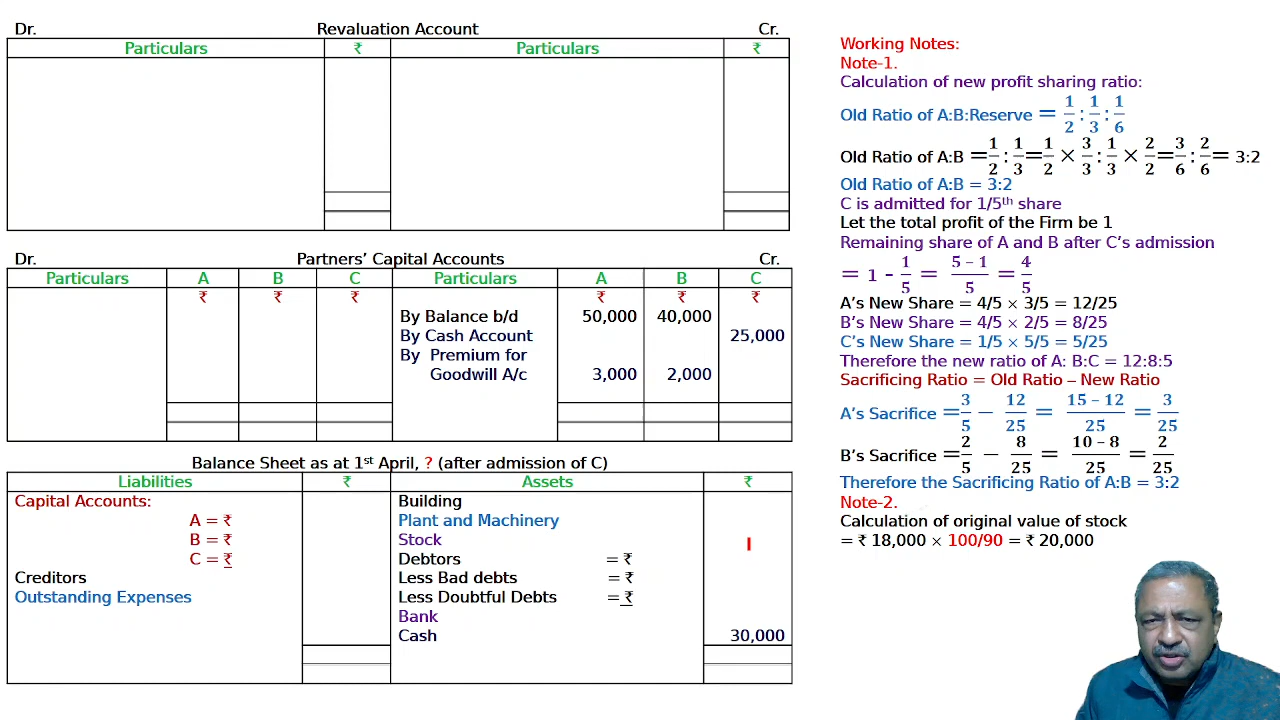 Dr. Revaluation Account Cr.
Particulars ₹ Particulars ₹
Dr. Partners' Capital Accounts Cr.
Particulars A B C Particulars A B C
₹ ₹ ₹ ₹ ₹ ₹
By Balance b/d 50,000 40,000
By Cash Account 25,000
By Premium for
Goodwill A/c 3,000 2,000
Balance Sheet as at 1st April, ? (after admission of C)
Liabilities ₹ Assets ₹
Capital Accounts: Building
A = ₹ Plant and Machinery
B = ₹ Stock
C = ₹ Debtors = ₹
Creditors Less Bad debts = ₹
Outstanding Expenses Less Doubtful Debts = ₹
Bank
Cash 30,000
Working Notes:
Note-1.
Calculation of new profit sharing ratio:
Old Ratio of A:B:Reserve = 1/2 : 1/3 : 1/6
Old Ratio of A:B = 1/2 : 1/3 = 1/2 × 3/3 : 1/3 × 2/2 = 3/6 : 2/6 = 3:2
Old Ratio of A:B = 3:2
C is admitted for 1/5th share
Let the total profit of the Firm be 1
Remaining share of A and B after C's admission
= 1 - 1/5 = (5 – 1)/5 = 4/5
A's New Share = 4/5 × 3/5 = 12/25
B's New Share = 4/5 × 2/5 = 8/25
C's New Share = 1/5 × 5/5 = 5/25
Therefore the new ratio of A: B:C = 12:8:5
Sacrificing Ratio = Old Ratio – New Ratio
A's Sacrifice = 3/5 – 12/25 = (15 – 12)/25 = 3/25
B's Sacrifice = 2/5 – 8/25 = (10 – 8)/25 = 2/25
Therefore the Sacrificing Ratio of A:B = 3:2
Note-2.
Calculation of original value of stock
= ₹ 18,000 × 100/90 = ₹ 20,000